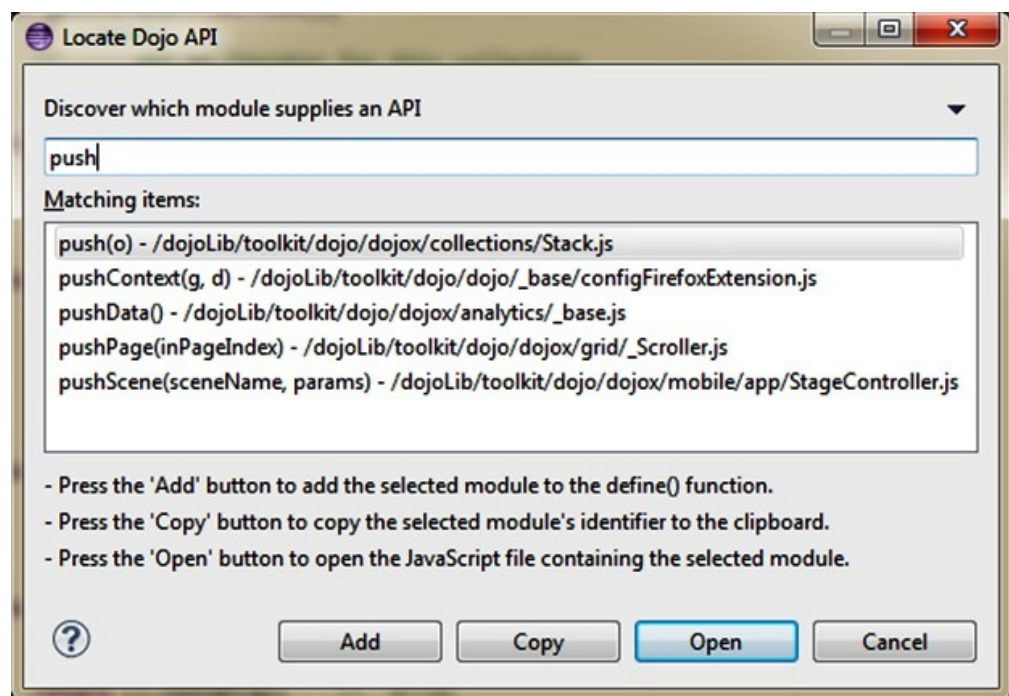 Locate Dojo API
Discover which module supplies an API
push
Matching items:
push(o) - /dojoLib/toolkit/dojo/dojox/collections/Stack.js
pushContext(g, d) - /dojoLib/toolkit/dojo/dojo/_base/configFirefoxExtension.js
pushData() - /dojoLib/toolkit/dojo/dojox/analytics/_base.js
pushPage(inPageIndex) - /dojoLib/toolkit/dojo/dojox/grid/_Scroller.js
pushScene(sceneName, params) - /dojoLib/toolkit/dojo/dojox/mobile/app/StageController.js
- Press the 'Add' button to add the selected module to the define() function.
- Press the 'Copy' button to copy the selected module's identifier to the clipboard.
- Press the 'Open' button to open the JavaScript file containing the selected module.
? Add Copy Open Cancel